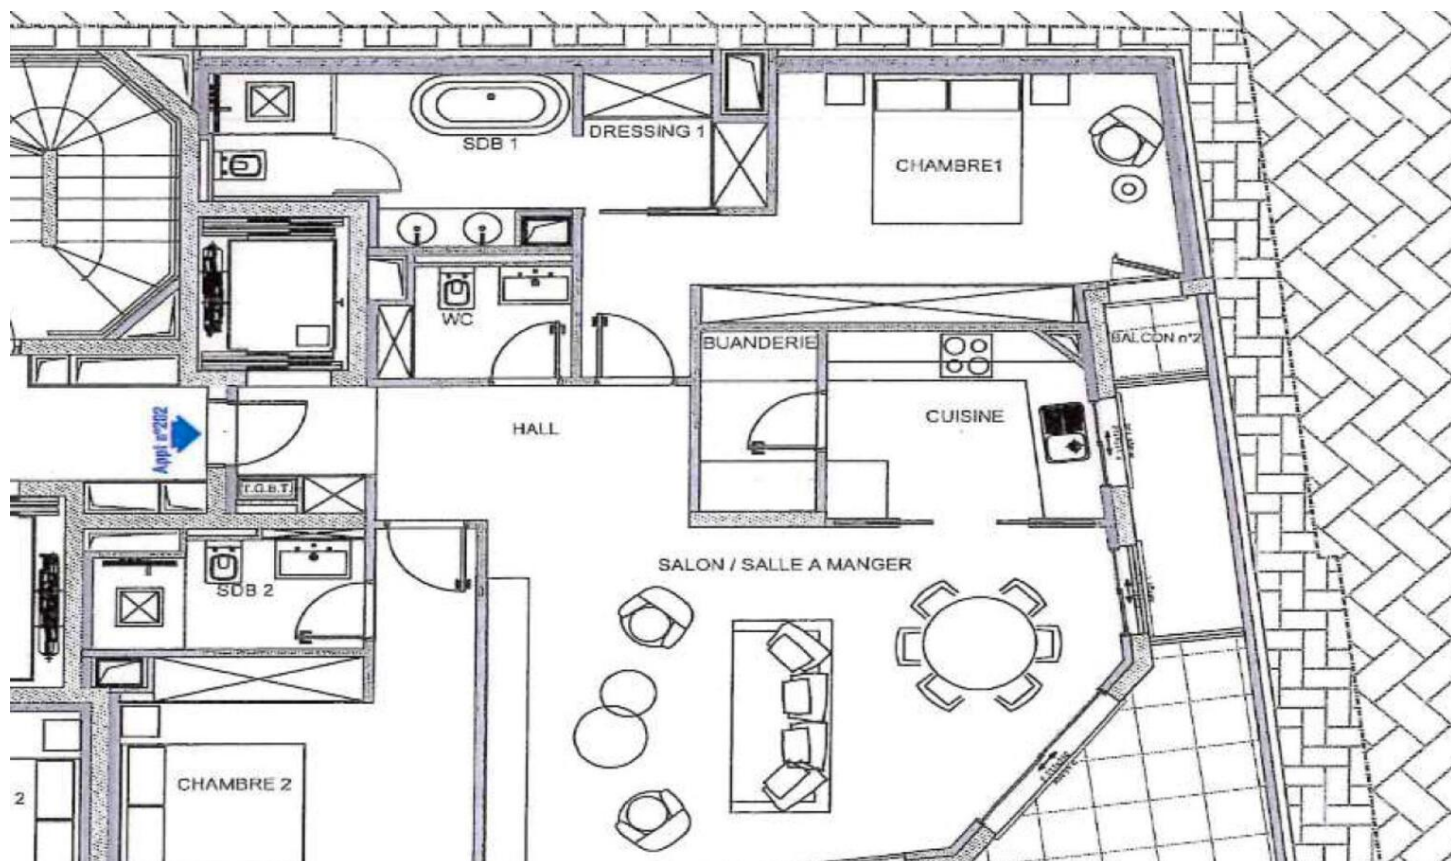 SDB 1
DRESSING 1
CHAMBRE1
WC
BUANDERIE
BALCON n°2
CUISINE
HALL
Appt n°202
T.G.B.T.
SALON / SALLE A MANGER
SDB 2
CHAMBRE 2
2